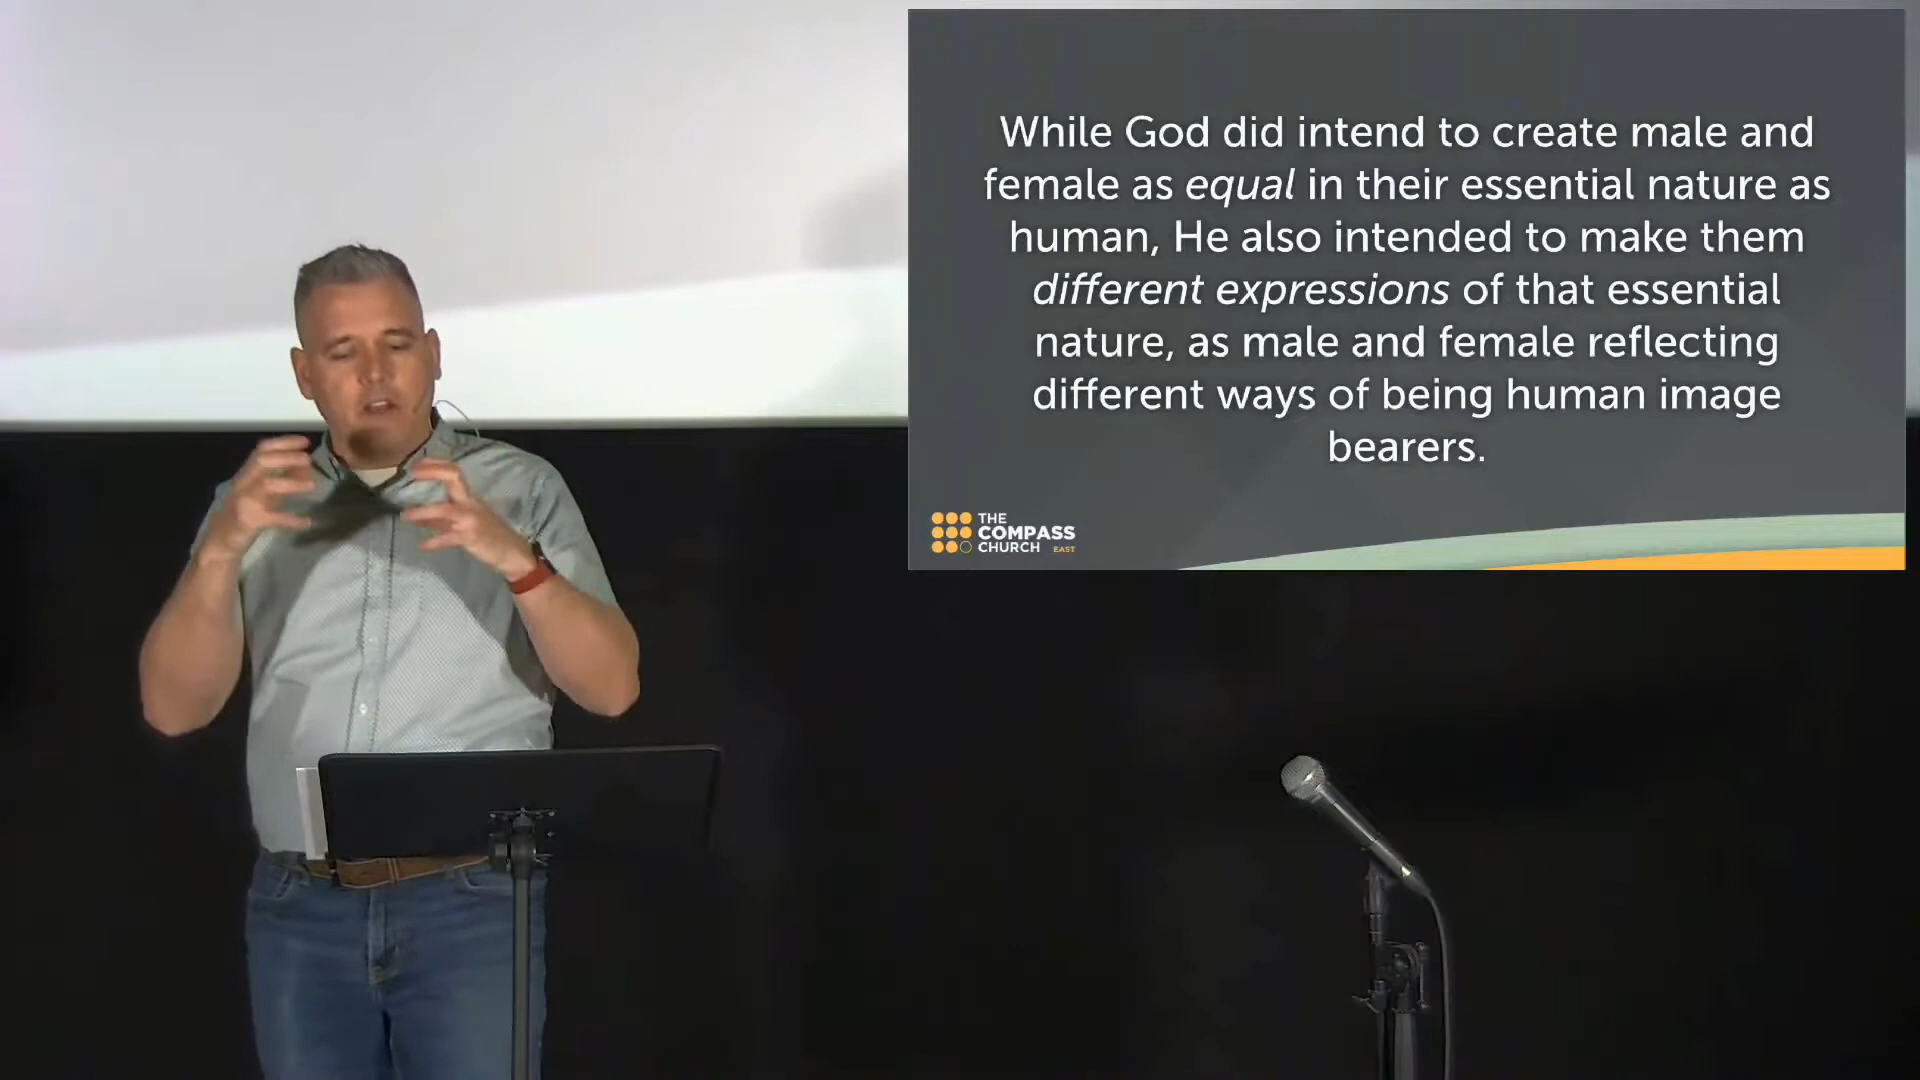 While God did intend to create male and
female as equal in their essential nature as
human, He also intended to make them
different expressions of that essential
nature, as male and female reflecting
different ways of being human image
bearers.
THE
COMPASS
CHURCH EAST